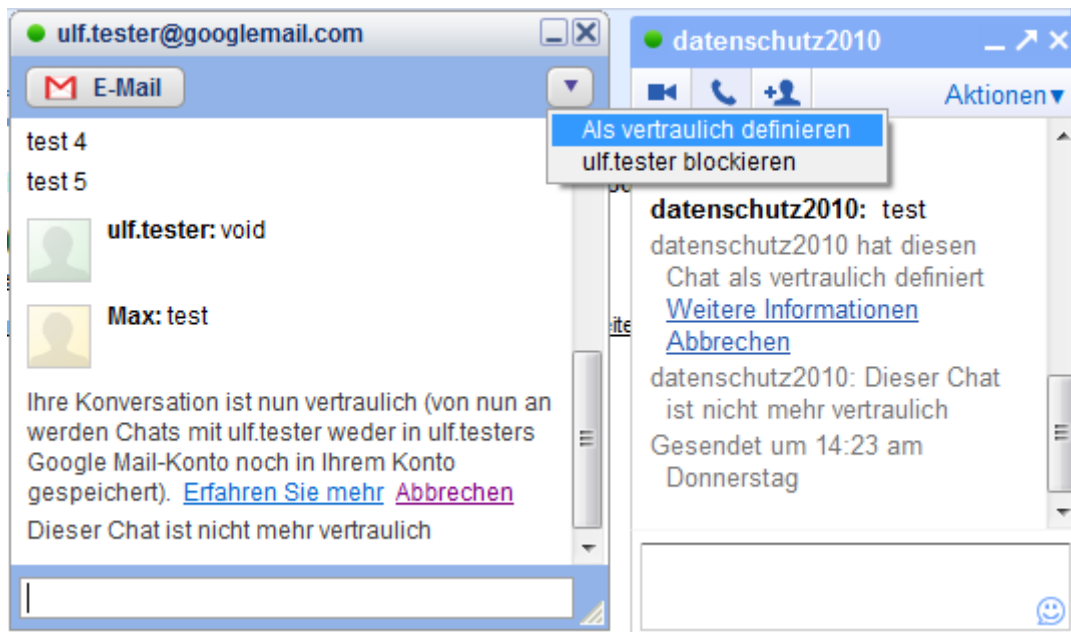 ulf.tester@googlemail.com
E-Mail
test 4
test 5
ulf.tester: void
Max: test
Ihre Konversation ist nun vertraulich (von nun an
werden Chats mit ulf.tester weder in ulf.testers
Google Mail-Konto noch in Ihrem Konto
gespeichert). Erfahren Sie mehr Abbrechen
Dieser Chat ist nicht mehr vertraulich
Als vertraulich definieren
ulf.tester blockieren
datenschutz2010
Aktionen
datenschutz2010: test
datenschutz2010 hat diesen
Chat als vertraulich definiert
Weitere Informationen
Abbrechen
datenschutz2010: Dieser Chat
ist nicht mehr vertraulich
Gesendet um 14:23 am
Donnerstag